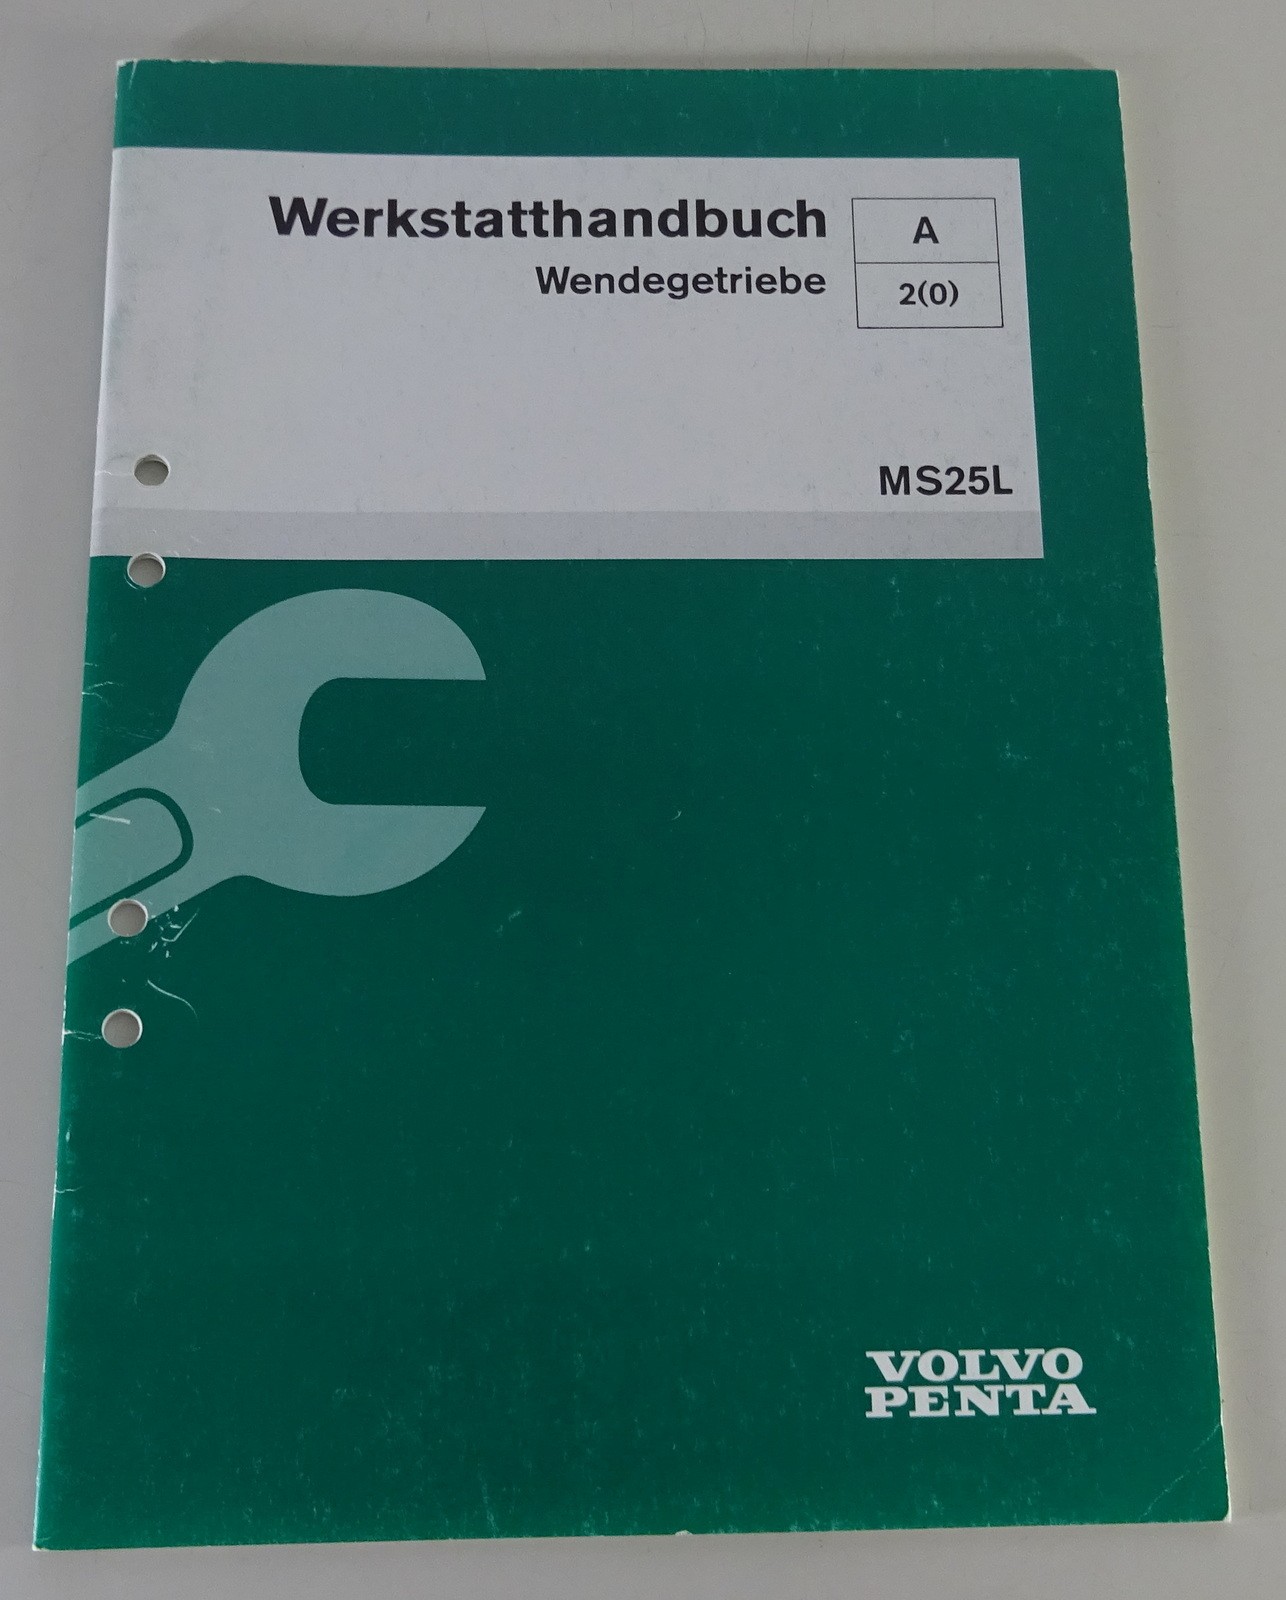 Werkstatthandbuch
Wendegetriebe
A
2(0)
MS25L
VOLVO
PENTA